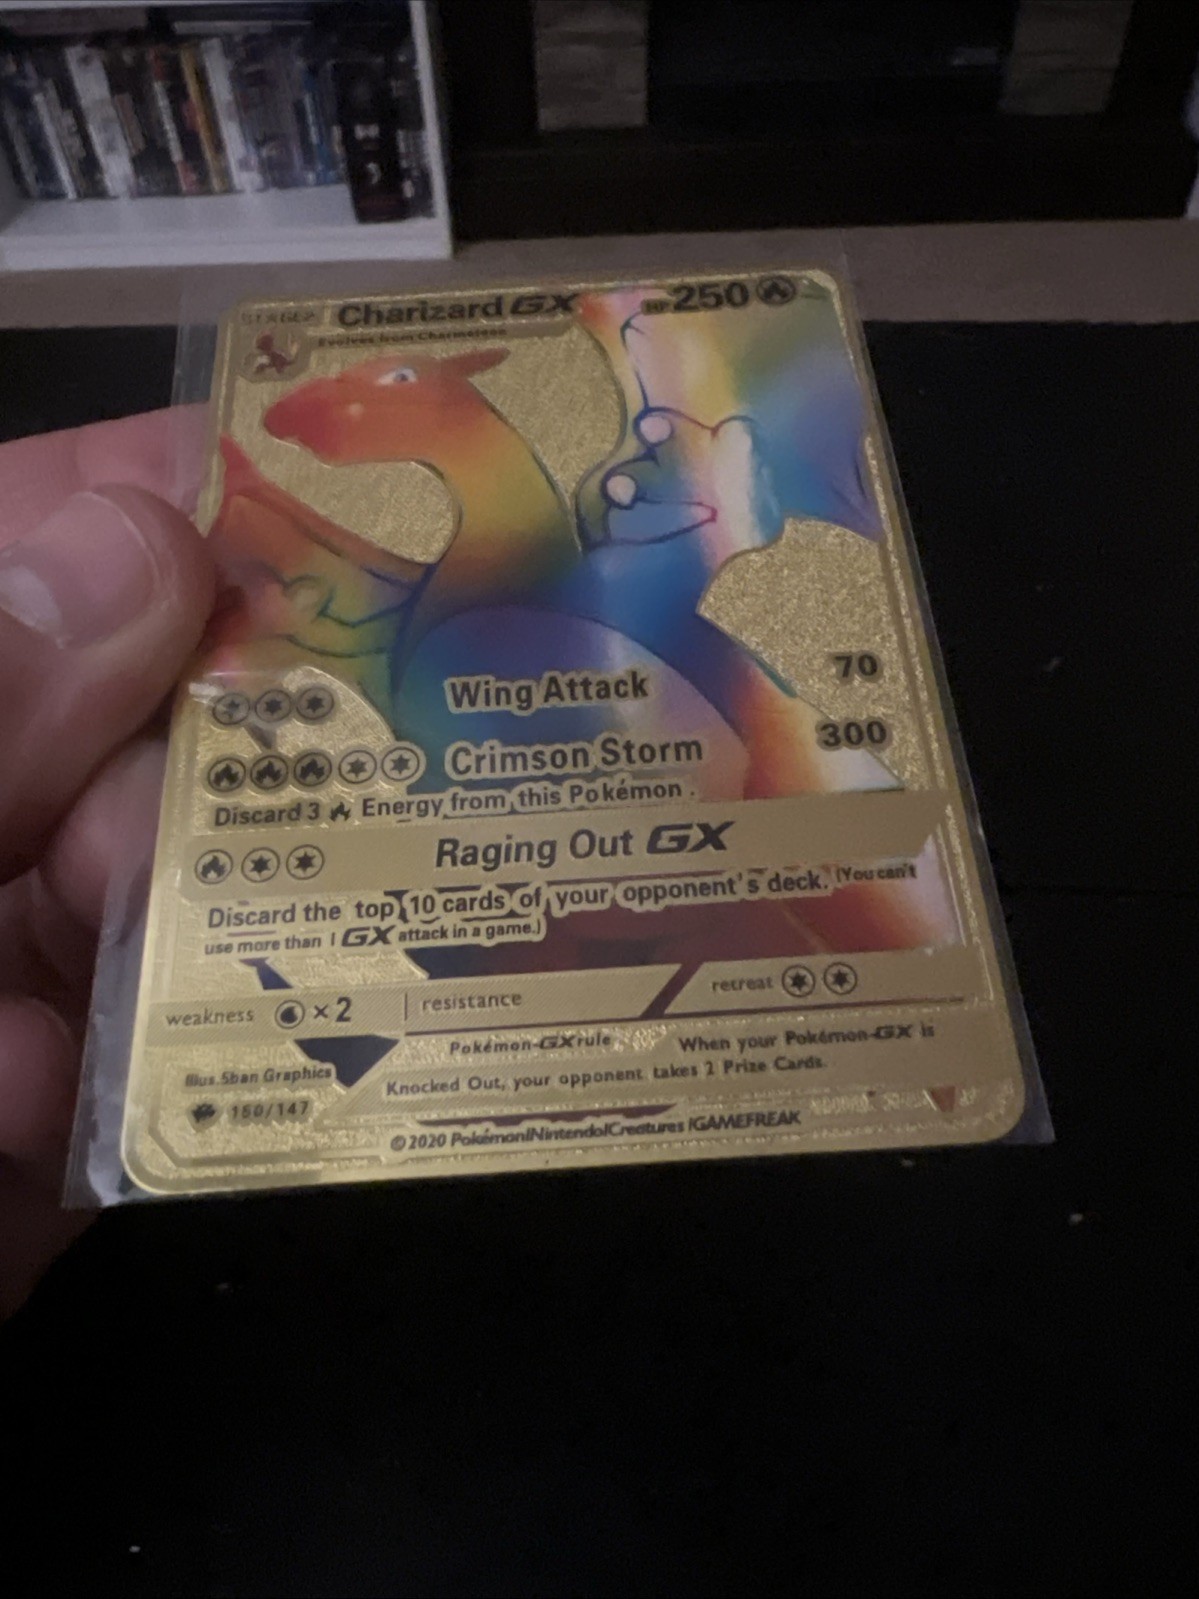 STAGE2 Charizard GX HP 250
Evolves from Charmeleon
Wing Attack 70
Crimson Storm 300
Discard 3 Energy from this Pokémon .
Raging Out GX
Discard the top 10 cards of your opponent's deck. (You can't
use more than 1 GX attack in a game.)
weakness ×2 resistance retreat
Pokémon-GX rule When your Pokémon-GX is
Knocked Out, your opponent takes 2 Prize Cards.
Illus. 5ban Graphics
150/147
©2020 Pokémon/Nintendo/Creatures /GAMEFREAK